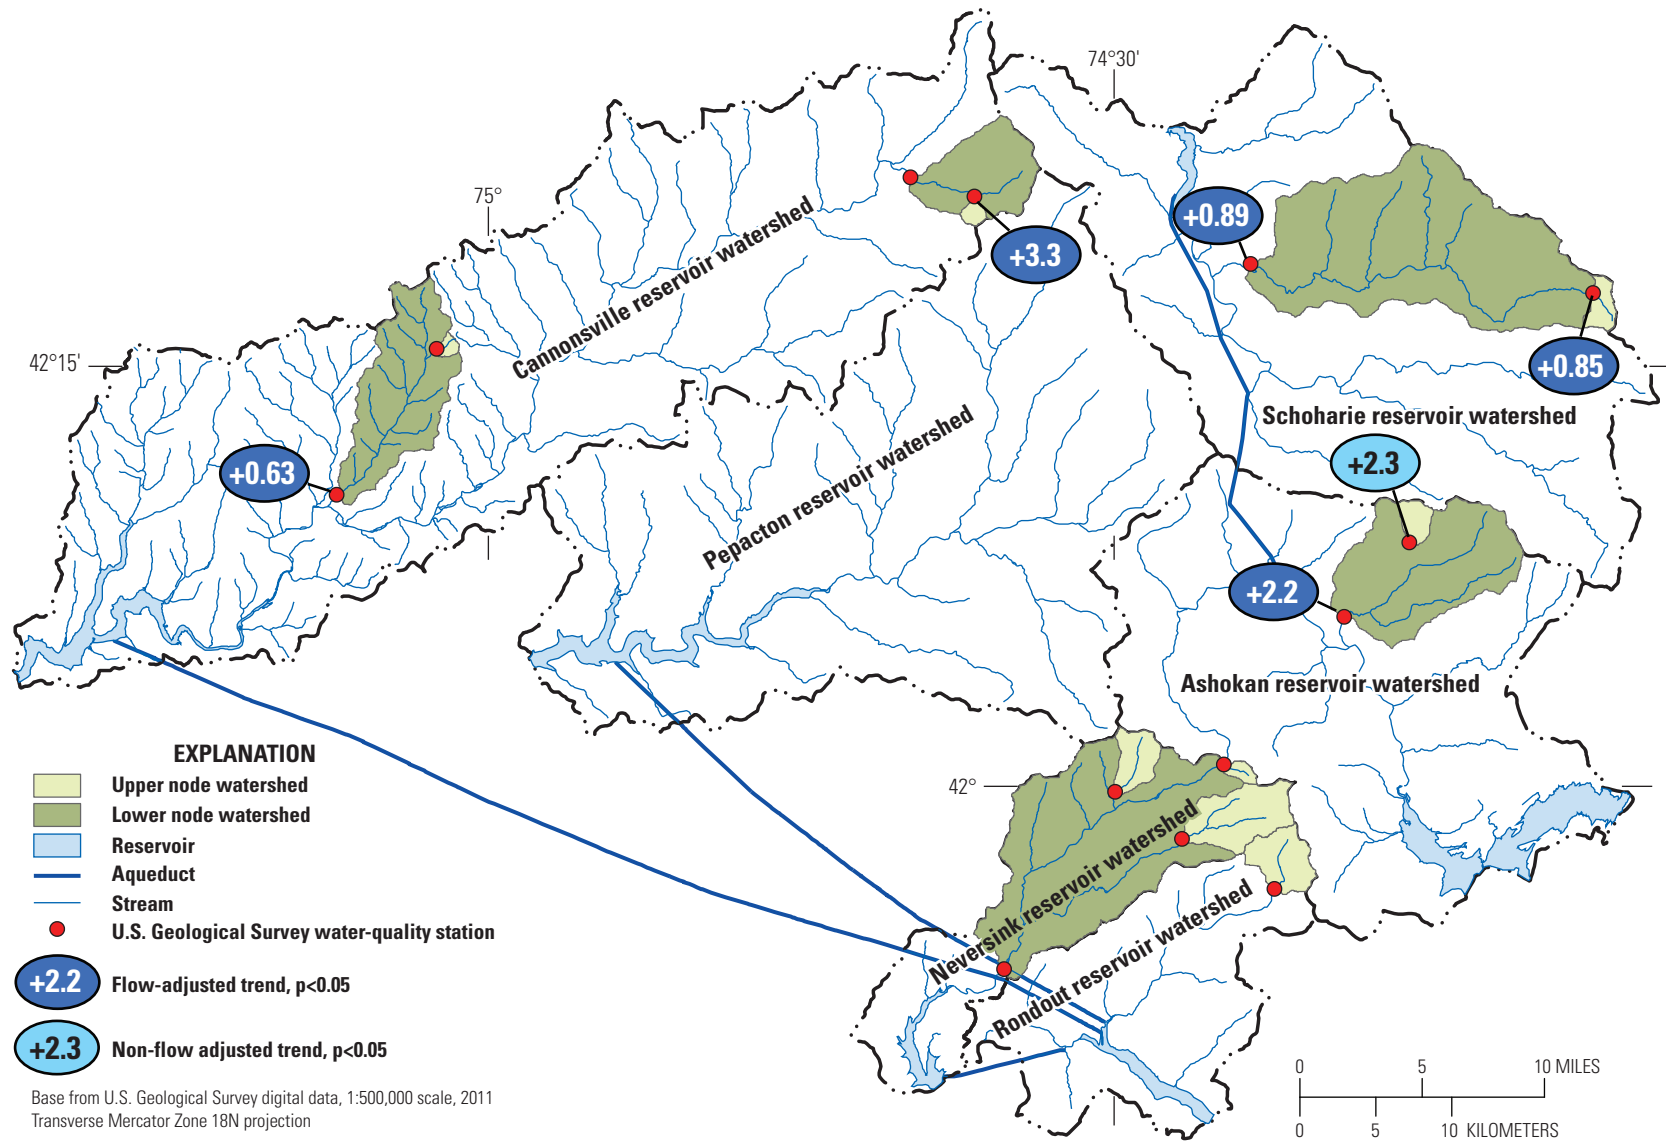 74°30'
75°
+0.89
+3.3
Cannonsville reservoir watershed
42°15'
+0.85
Schoharie reservoir watershed
+2.3
+0.63
Pepacton reservoir watershed
+2.2
Ashokan reservoir watershed
42°
Neversink reservoir watershed
Rondout reservoir watershed
EXPLANATION
Upper node watershed
Lower node watershed
Reservoir
Aqueduct
Stream
U.S. Geological Survey water-quality station
+2.2 Flow-adjusted trend, p<0.05
+2.3 Non-flow adjusted trend, p<0.05
Base from U.S. Geological Survey digital data, 1:500,000 scale, 2011
Transverse Mercator Zone 18N projection
0 5 10 MILES
0 5 10 KILOMETERS